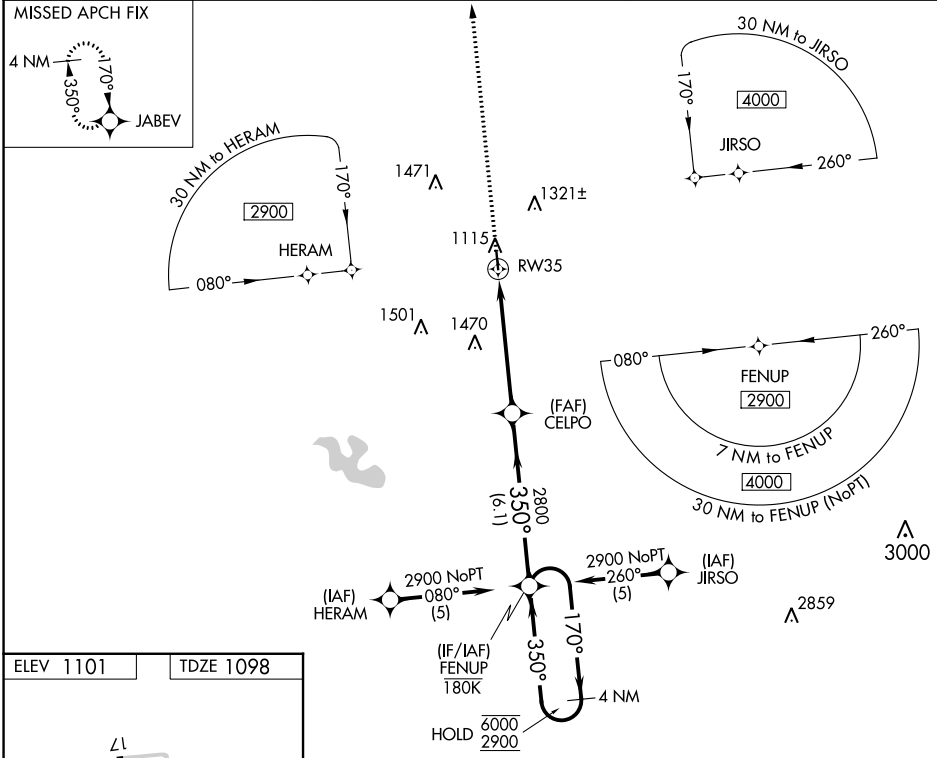 MISSED APCH FIX
4 NM
170°
350°
JABEV
30 NM to HERAM
170°
2900
HERAM
080°
30 NM to JIRSO
170°
4000
JIRSO
260°
1471
1321±
1115
RW35
1501
1470
080°
260°
FENUP
2900
7 NM to FENUP
4000
30 NM to FENUP (NoPT)
(FAF)
CELPO
2800
350°
(6.1)
3000
2859
(IAF)
HERAM
2900 NoPT
080°
(5)
2900 NoPT
260°
(5)
(IAF)
JIRSO
(IF/IAF)
FENUP
180K
350°
170°
4 NM
HOLD
6000
2900
ELEV 1101
TDZE 1098
17